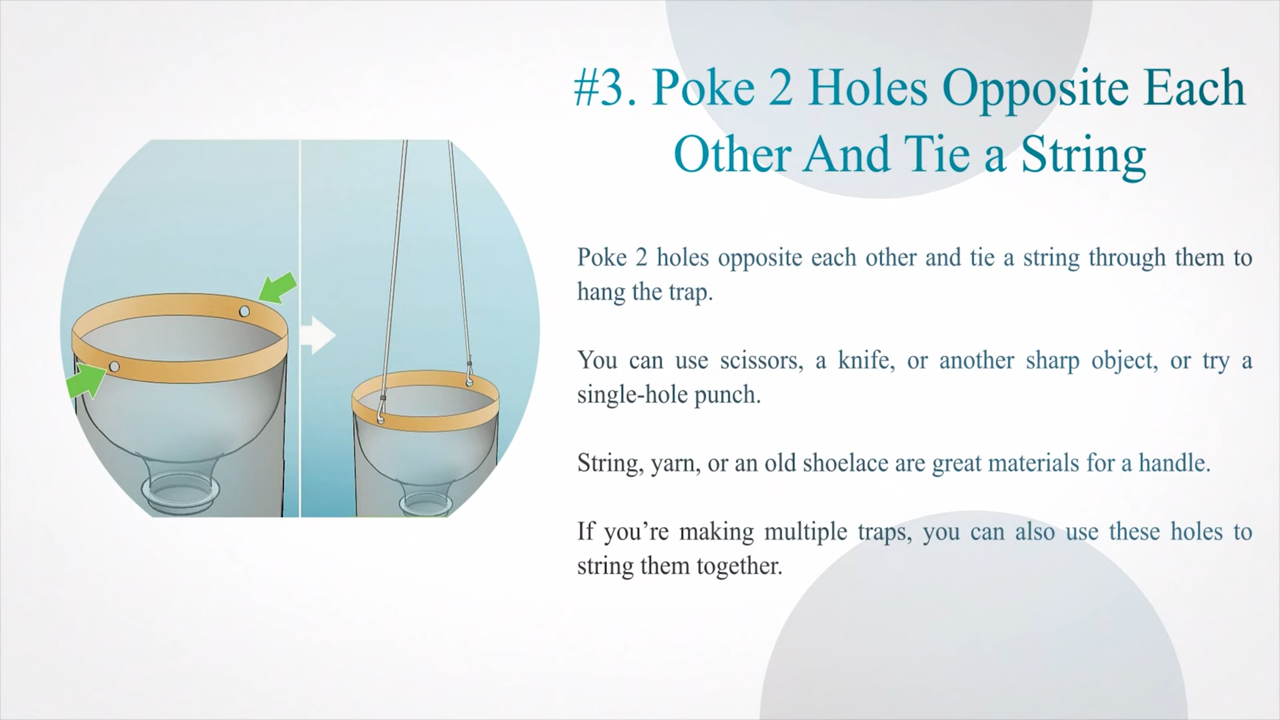 #3. Poke 2 Holes Opposite Each
Other And Tie a String
Poke 2 holes opposite each other and tie a string through them to
hang the trap.
You can use scissors, a knife, or another sharp object, or try a
single-hole punch.
String, yarn, or an old shoelace are great materials for a handle.
If you’re making multiple traps, you can also use these holes to
string them together.